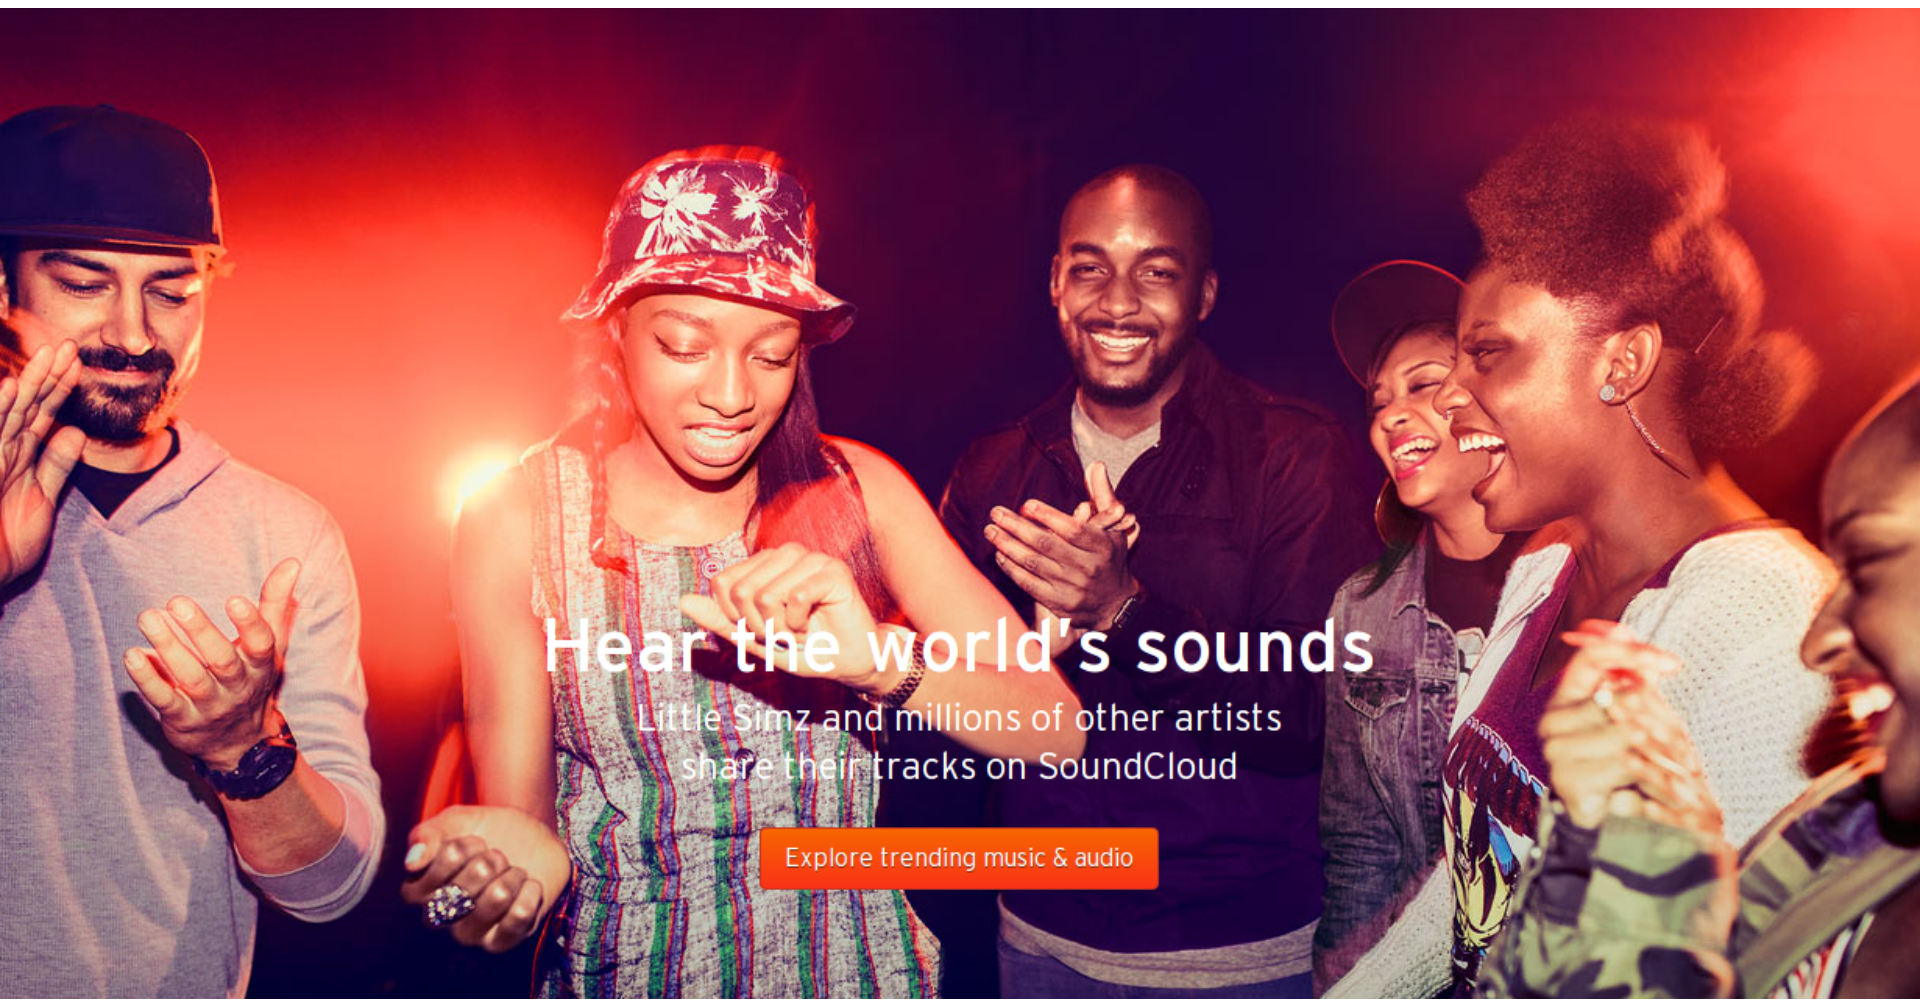 Hear the world's sounds
Little Simz and millions of other artists
share their tracks on SoundCloud
Explore trending music & audio